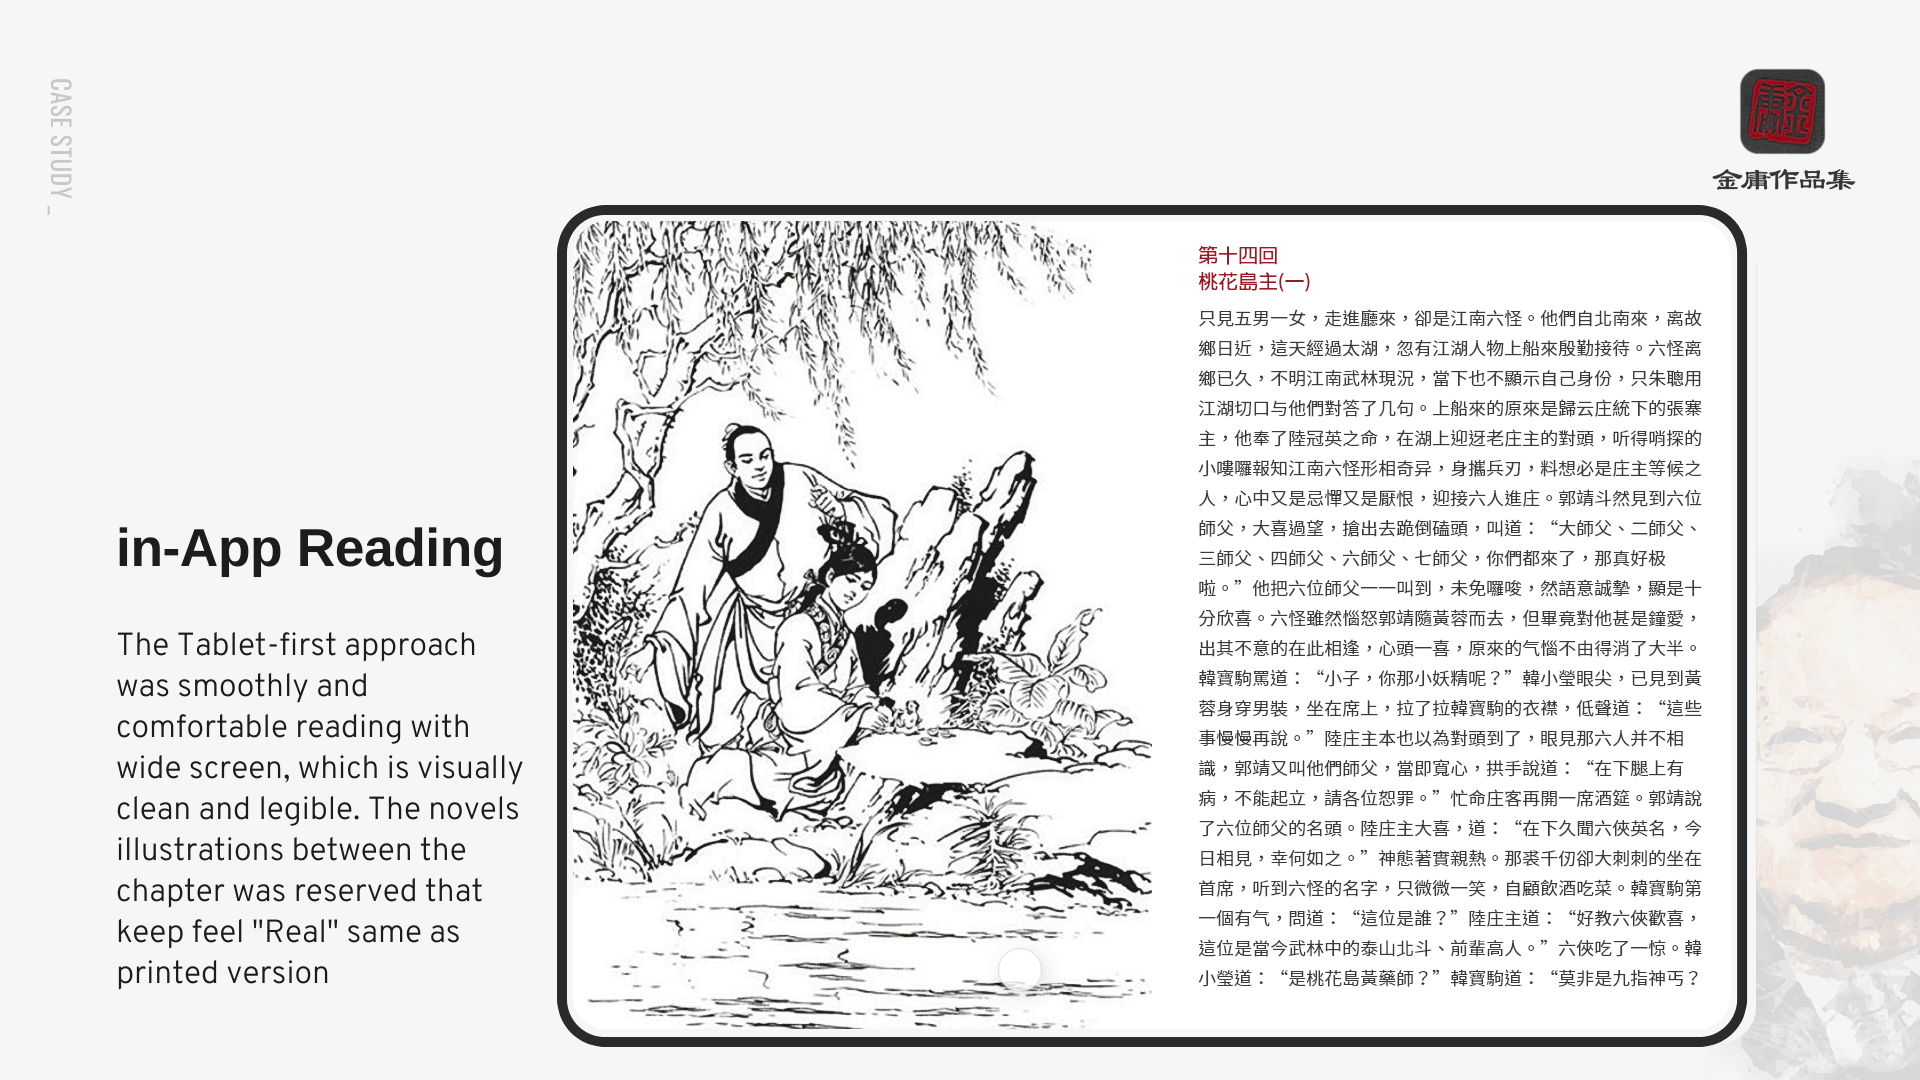 CASE STUDY _
金庸
金庸作品集
in-App Reading
The Tablet-first approach
was smoothly and
comfortable reading with
wide screen, which is visually
clean and legible. The novels
illustrations between the
chapter was reserved that
keep feel "Real" same as
printed version
第十四回
桃花島主(一)
只見五男一女，走進廳來，卻是江南六怪。他們自北南來，离故
鄉日近，這天經過太湖，忽有江湖人物上船來殷勤接待。六怪离
鄉已久，不明江南武林現況，當下也不顯示自己身份，只朱聰用
江湖切口与他們對答了几句。上船來的原來是歸云庄統下的張寨
主，他奉了陸冠英之命，在湖上迎迓老庄主的對頭，听得哨探的
小嘍囉報知江南六怪形相奇异，身攜兵刃，料想必是庄主等候之
人，心中又是忌憚又是厭恨，迎接六人進庄。郭靖斗然見到六位
師父，大喜過望，搶出去跪倒磕頭，叫道：“大師父、二師父、
三師父、四師父、六師父、七師父，你們都來了，那真好极
啦。”他把六位師父一一叫到，未免囉唆，然語意誠摯，顯是十
分欣喜。六怪雖然惱怒郭靖隨黃蓉而去，但畢竟對他甚是鐘愛，
出其不意的在此相逢，心頭一喜，原來的气惱不由得消了大半。
韓寶駒罵道：“小子，你那小妖精呢？”韓小瑩眼尖，已見到黃
蓉身穿男裝，坐在席上，拉了拉韓寶駒的衣襟，低聲道：“這些
事慢慢再說。”陸庄主本也以為對頭到了，眼見那六人并不相
識，郭靖又叫他們師父，當即寬心，拱手說道：“在下腿上有
病，不能起立，請各位恕罪。”忙命庄客再開一席酒筵。郭靖說
了六位師父的名頭。陸庄主大喜，道：“在下久聞六俠英名，今
日相見，幸何如之。”神態著實親熱。那裘千仞卻大刺刺的坐在
首席，听到六怪的名字，只微微一笑，自顧飲酒吃菜。韓寶駒第
一個有气，問道：“這位是誰？”陸庄主道：“好教六俠歡喜，
這位是當今武林中的泰山北斗、前輩高人。”六俠吃了一惊。韓
小瑩道：“是桃花島黃藥師？”韓寶駒道：“莫非是九指神丐？